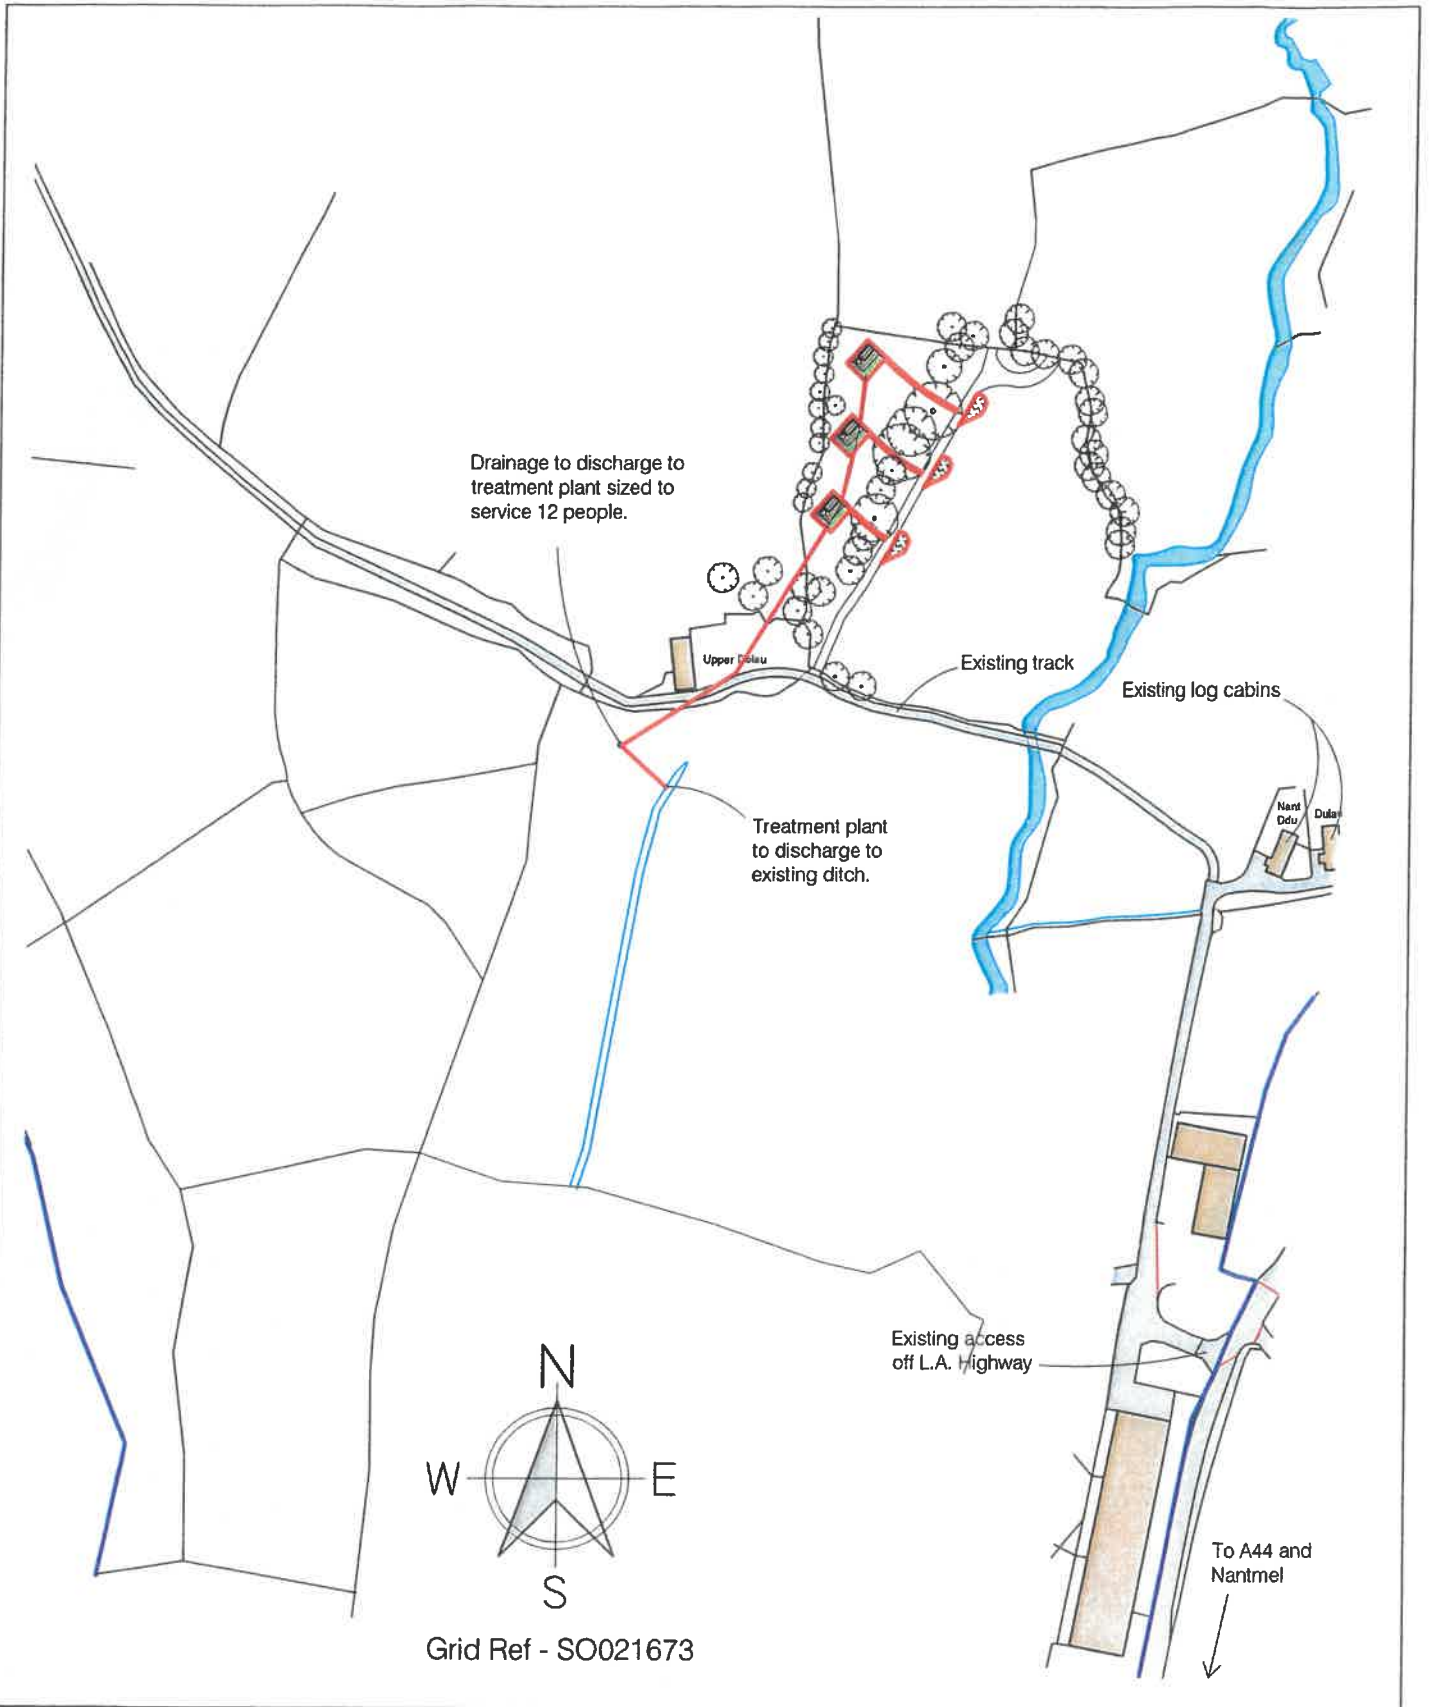 Drainage to discharge to
treatment plant sized to
service 12 people.
Upper Dolau
Existing track
Existing log cabins
Nant
Ddu
Treatment plant
to discharge to
existing ditch.
Existing access
off L.A. Highway
N
W
E
S
To A44 and
Nantmel
Grid Ref - SO021673